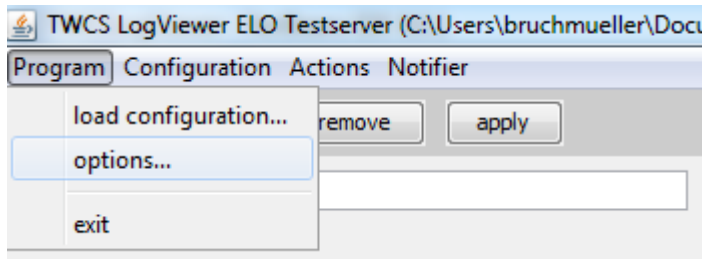 TWCS LogViewer ELO Testserver (C:\Users\bruchmueller\Docu
Program Configuration Actions Notifier
load configuration... remove apply
options...
exit